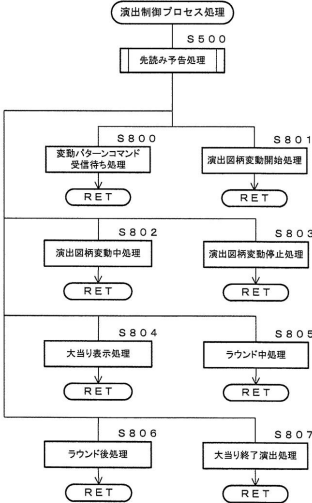 演出制御プロセス処理
S500
先読み予告処理
S800
変動パターンコマンド
受信待ち処理
RET
S801
演出図柄変動開始処理
RET
S802
演出図柄変動中処理
RET
S803
演出図柄変動停止処理
RET
S804
大当り表示処理
RET
S805
ラウンド中処理
RET
S806
ラウンド後処理
RET
S807
大当り終了演出処理
RET